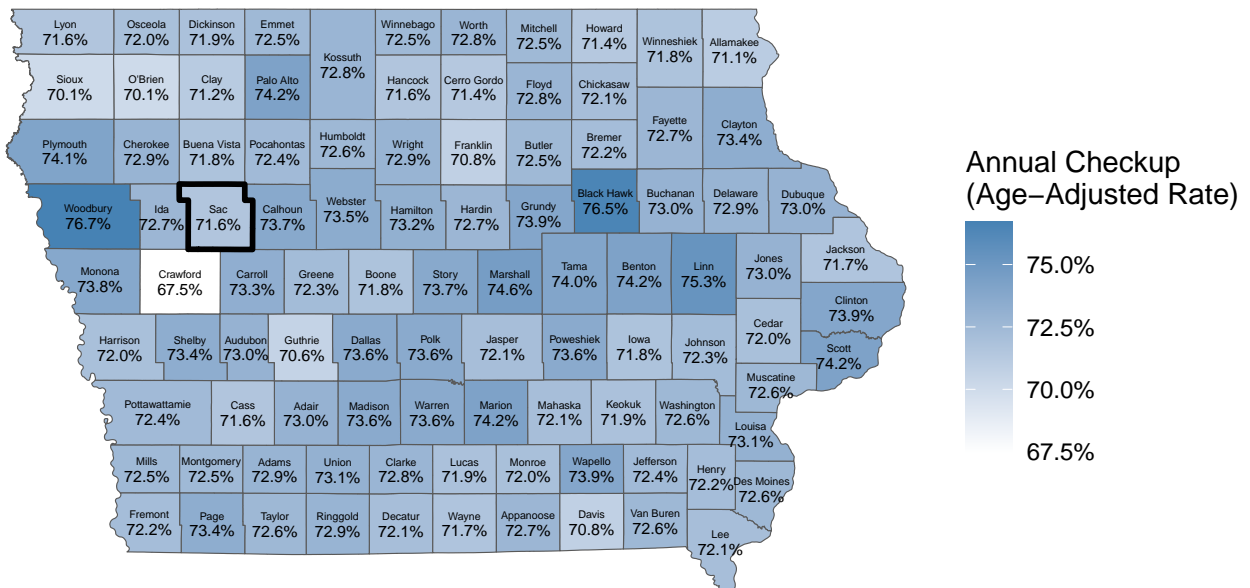 Lyon
71.6%
Osceola
72.0%
Dickinson
71.9%
Emmet
72.5%
Kossuth
72.8%
Winnebago
72.5%
Worth
72.8%
Mitchell
72.5%
Howard
71.4%
Winneshiek
71.8%
Allamakee
71.1%
Sioux
70.1%
O'Brien
70.1%
Clay
71.2%
Palo Alto
74.2%
Hancock
71.6%
Cerro Gordo
71.4%
Floyd
72.8%
Chickasaw
72.1%
Plymouth
74.1%
Cherokee
72.9%
Buena Vista
71.8%
Pocahontas
72.4%
Humboldt
72.6%
Wright
72.9%
Franklin
70.8%
Butler
72.5%
Bremer
72.2%
Fayette
72.7%
Clayton
73.4%
Woodbury
76.7%
Ida
72.7%
Sac
71.6%
Calhoun
73.7%
Webster
73.5%
Hamilton
73.2%
Hardin
72.7%
Grundy
73.9%
Black Hawk
76.5%
Buchanan
73.0%
Delaware
72.9%
Dubuque
73.0%
Monona
73.8%
Crawford
67.5%
Carroll
73.3%
Greene
72.3%
Boone
71.8%
Story
73.7%
Marshall
74.6%
Tama
74.0%
Benton
74.2%
Linn
75.3%
Jones
73.0%
Jackson
71.7%
Clinton
73.9%
Harrison
72.0%
Shelby
73.4%
Audubon
73.0%
Guthrie
70.6%
Dallas
73.6%
Polk
73.6%
Jasper
72.1%
Poweshiek
73.6%
Iowa
71.8%
Johnson
72.3%
Cedar
72.0%
Scott
74.2%
Muscatine
72.6%
Pottawattamie
72.4%
Cass
71.6%
Adair
73.0%
Madison
73.6%
Warren
73.6%
Marion
74.2%
Mahaska
72.1%
Keokuk
71.9%
Washington
72.6%
Louisa
73.1%
Mills
72.5%
Montgomery
72.5%
Adams
72.9%
Union
73.1%
Clarke
72.8%
Lucas
71.9%
Monroe
72.0%
Wapello
73.9%
Jefferson
72.4%
Henry
72.2%
Des Moines
72.6%
Fremont
72.2%
Page
73.4%
Taylor
72.6%
Ringgold
72.9%
Decatur
72.1%
Wayne
71.7%
Appanoose
72.7%
Davis
70.8%
Van Buren
72.6%
Lee
72.1%
Annual Checkup
(Age−Adjusted Rate)
75.0%
72.5%
70.0%
67.5%